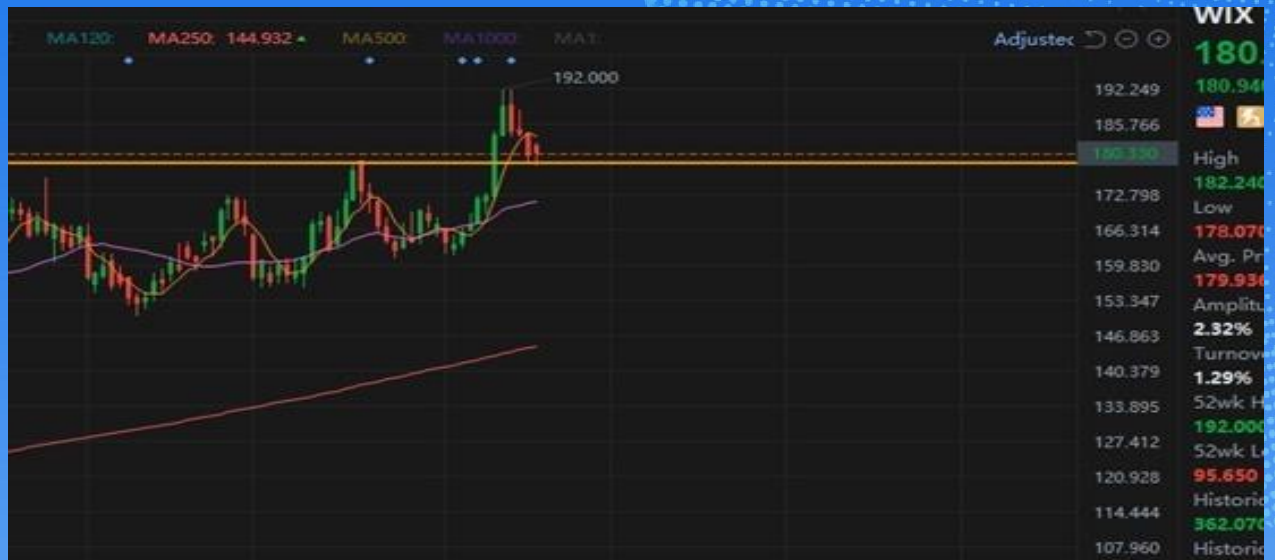 MA120: MA250: 144.932 MA500: MA1000: MA1:
Adjustec
192.000
192.249
185.766
180.330
172.798
166.314
159.830
153.347
146.863
140.379
133.895
127.412
120.928
114.444
107.960
WIX
180.
180.940
High
182.240
Low
178.070
Avg. Pr
179.936
Amplitu
2.32%
Turnov
1.29%
52wk H
192.000
52wk L
95.650
Historic
362.070
Historic